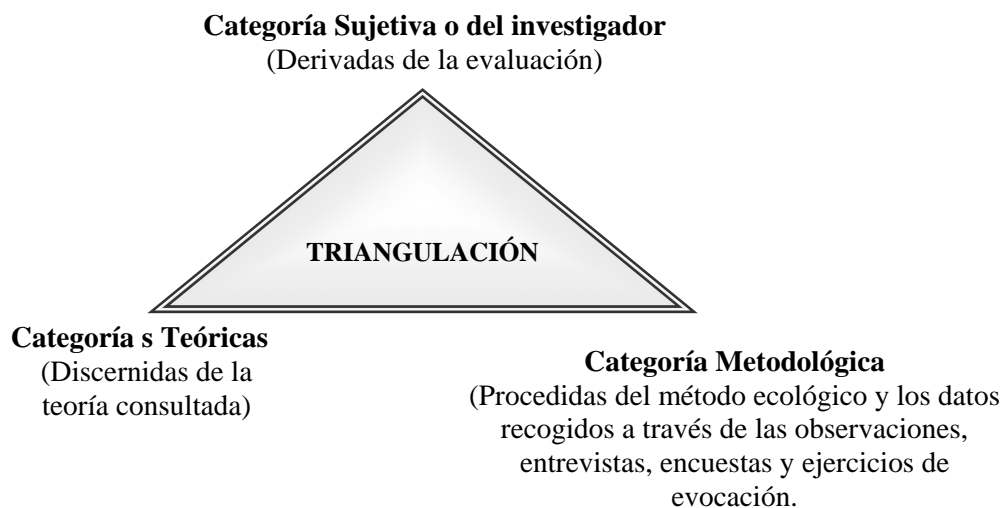 Categoría Sujetiva o del investigador
(Derivadas de la evaluación)
TRIANGULACIÓN
Categoría s Teóricas
(Discernidas de la
teoría consultada)
Categoría Metodológica
(Procedidas del método ecológico y los datos
recogidos a través de las observaciones,
entrevistas, encuestas y ejercicios de
evocación.